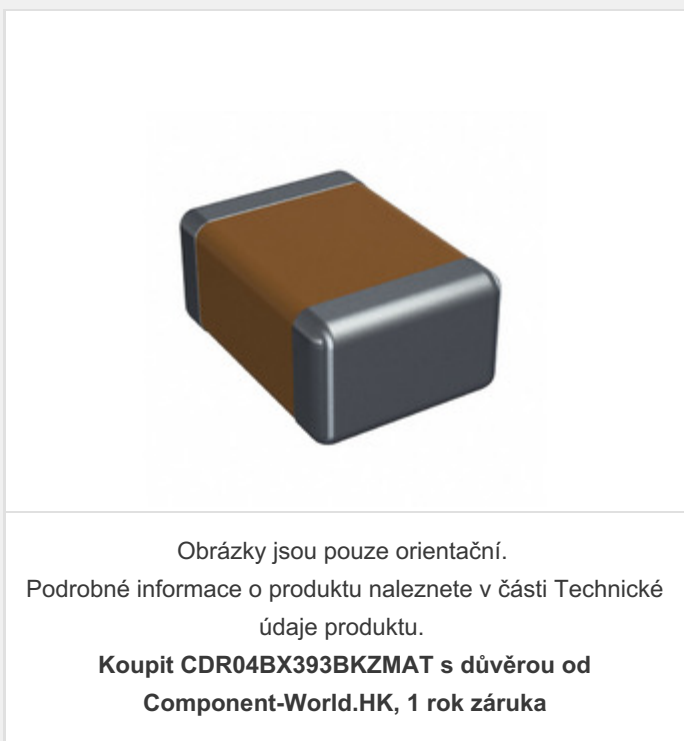 Obrázky jsou pouze orientační.
Podrobné informace o produktu naleznete v části Technické
údaje produktu.
Koupit CDR04BX393BKZMAT s důvěrou od
Component-World.HK, 1 rok záruka